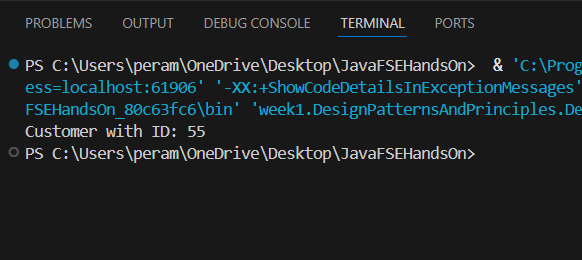 PROBLEMS OUTPUT DEBUG CONSOLE TERMINAL PORTS
PS C:\Users\peram\OneDrive\Desktop\JavaFSEHandsOn> & 'C:\Prog
ess=localhost:61906' '-XX:+ShowCodeDetailsInExceptionMessages'
FSEHandsOn_80c63fc6\bin' 'week1.DesignPatternsAndPrinciples.De
Customer with ID: 55
PS C:\Users\peram\OneDrive\Desktop\JavaFSEHandsOn>